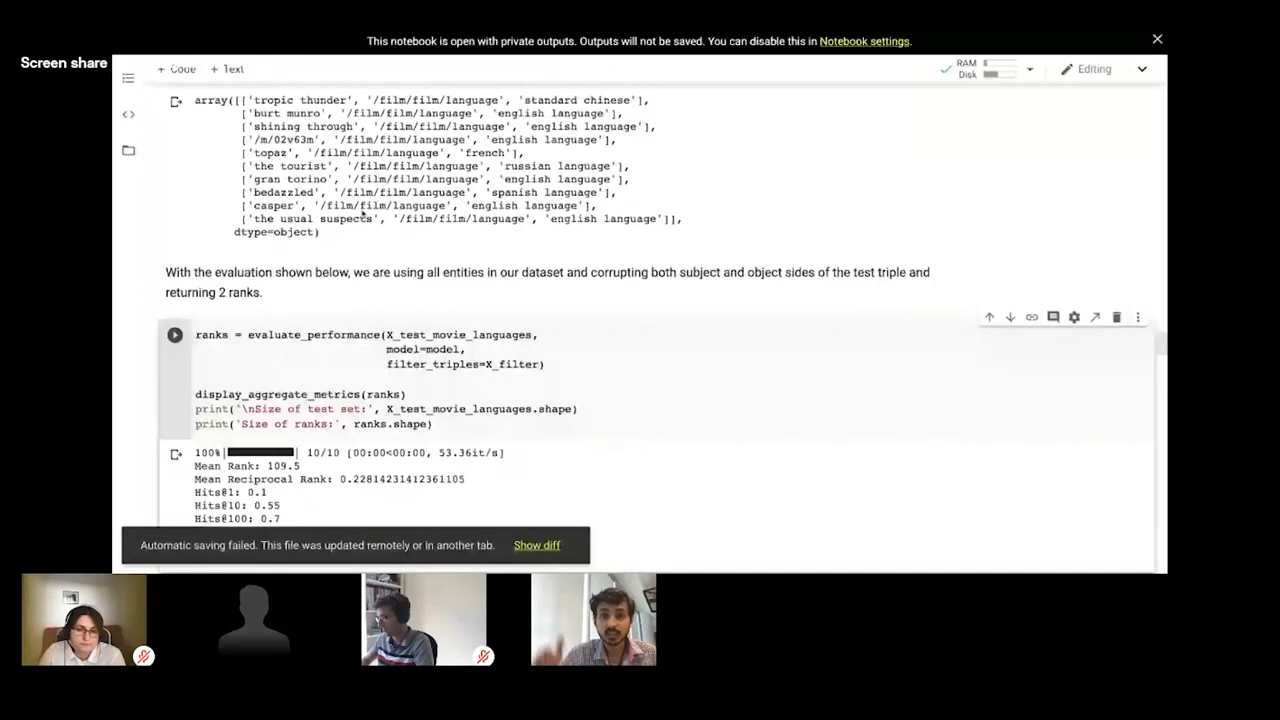 This notebook is open with private outputs. Outputs will not be saved. You can disable this in Notebook settings.
Screen share
+ Code + Text
RAM
Disk
Editing
array([['tropic thunder', '/film/film/language', 'standard chinese'],
['burt munro', '/film/film/language', 'english language'],
['shining through', '/film/film/language', 'english language'],
['/m/02v63m', '/film/film/language', 'english language'],
['topaz', '/film/film/language', 'french'],
['the tourist', '/film/film/language', 'russian language'],
['gran torino', '/film/film/language', 'english language'],
['bedazzled', '/film/film/language', 'spanish language'],
['casper', '/film/film/language', 'english language'],
['the usual suspects', '/film/film/language', 'english language']],
dtype=object)
With the evaluation shown below, we are using all entities in our dataset and corrupting both subject and object sides of the test triple and
returning 2 ranks.
ranks = evaluate_performance(X_test_movie_languages,
model=model,
filter_triples=X_filter)
display_aggregate_metrics(ranks)
print('\nSize of test set:', X_test_movie_languages.shape)
print('Size of ranks:', ranks.shape)
100%| | 10/10 [00:00<00:00, 53.36it/s]
Mean Rank: 109.5
Mean Reciprocal Rank: 0.22814231412361105
Hits@1: 0.1
Hits@10: 0.55
Hits@100: 0.7
Automatic saving failed. This file was updated remotely or in another tab. Show diff